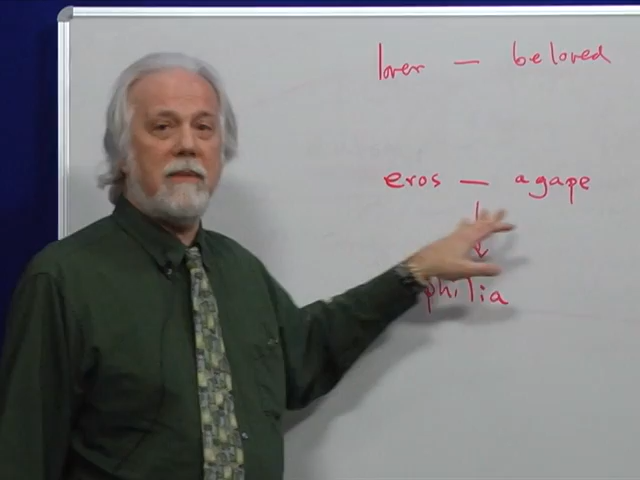 lover — beloved
eros — agape
philia